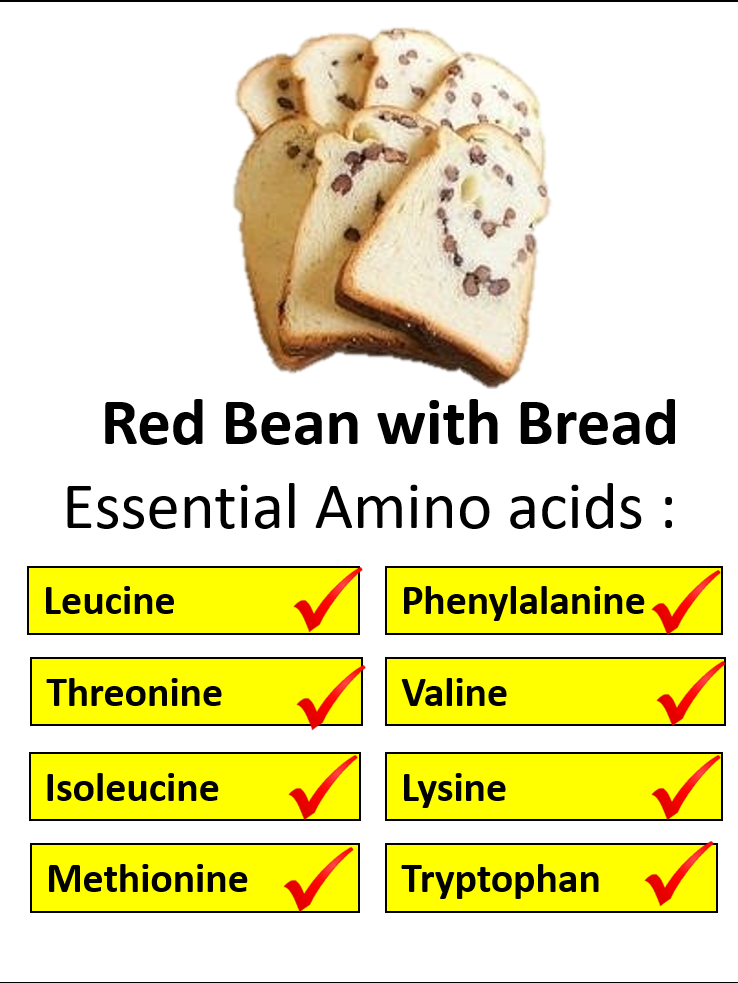 Red Bean with Bread
Essential Amino acids :
Leucine
Phenylalanine
Threonine
Valine
Isoleucine
Lysine
Methionine
Tryptophan